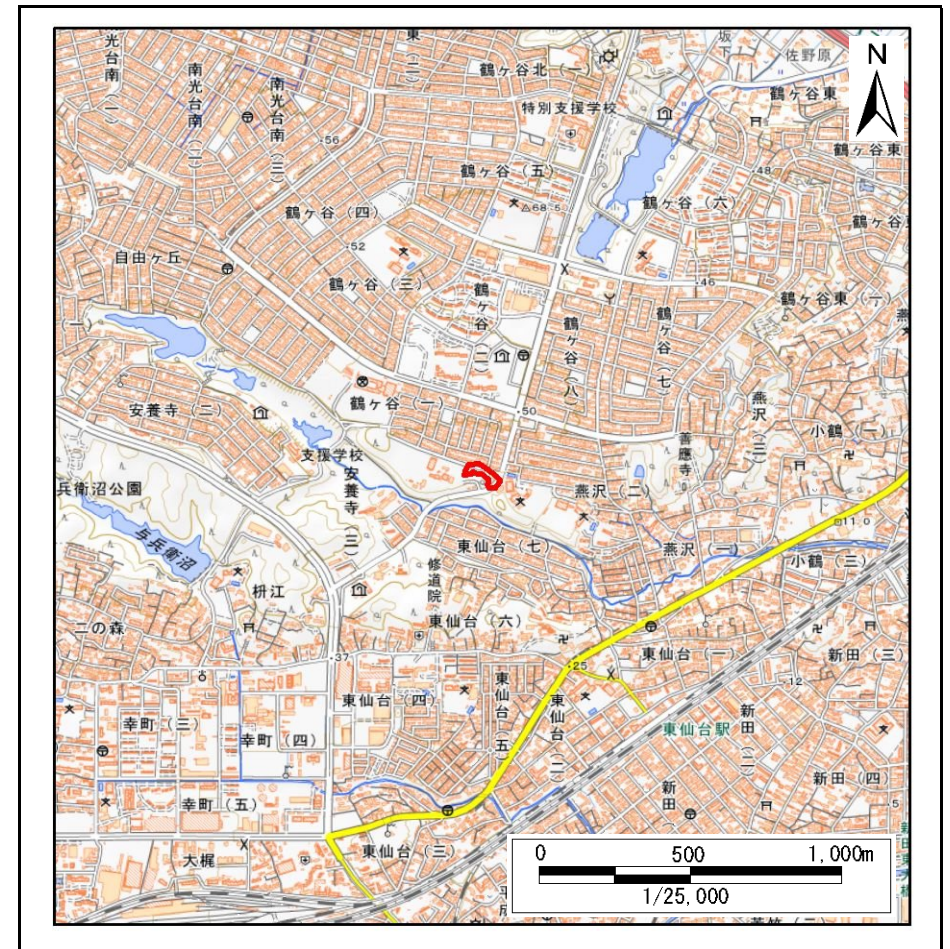 南光台南（一）
南光台南（二）
南光台南（三）
鶴ヶ谷北（一）
坂下
佐野原
N
特別支援学校
鶴ヶ谷東
鶴ヶ谷東
56
48
鶴ヶ谷（五）
68.5
鶴ヶ谷（六）
鶴ヶ谷（四）
52
自由ヶ丘
46
鶴ヶ谷（三）
鶴ヶ谷（二）
鶴ヶ谷（八）
鶴ヶ谷（七）
鶴ヶ谷東（一）
鶴ヶ谷（一）
50
安養寺（二）
燕沢（三）
小鶴（一）
支援学校
善應寺
安養寺（三）
兵衛沼公園
燕沢（二）
与兵衛沼
11.0
東仙台（七）
燕沢（一）
小鶴（三）
修道院
枡江
二の森
東仙台（六）
37
東仙台（一）
新田（三）
25
12
東仙台（四）
東仙台（五）
東仙台（二）
東仙台駅
新田（二）
幸町（三）
幸町（四）
新田（四）
幸町（五）
新田
5
大梶
東仙台（三）
0
500
1,000m
1/25,000